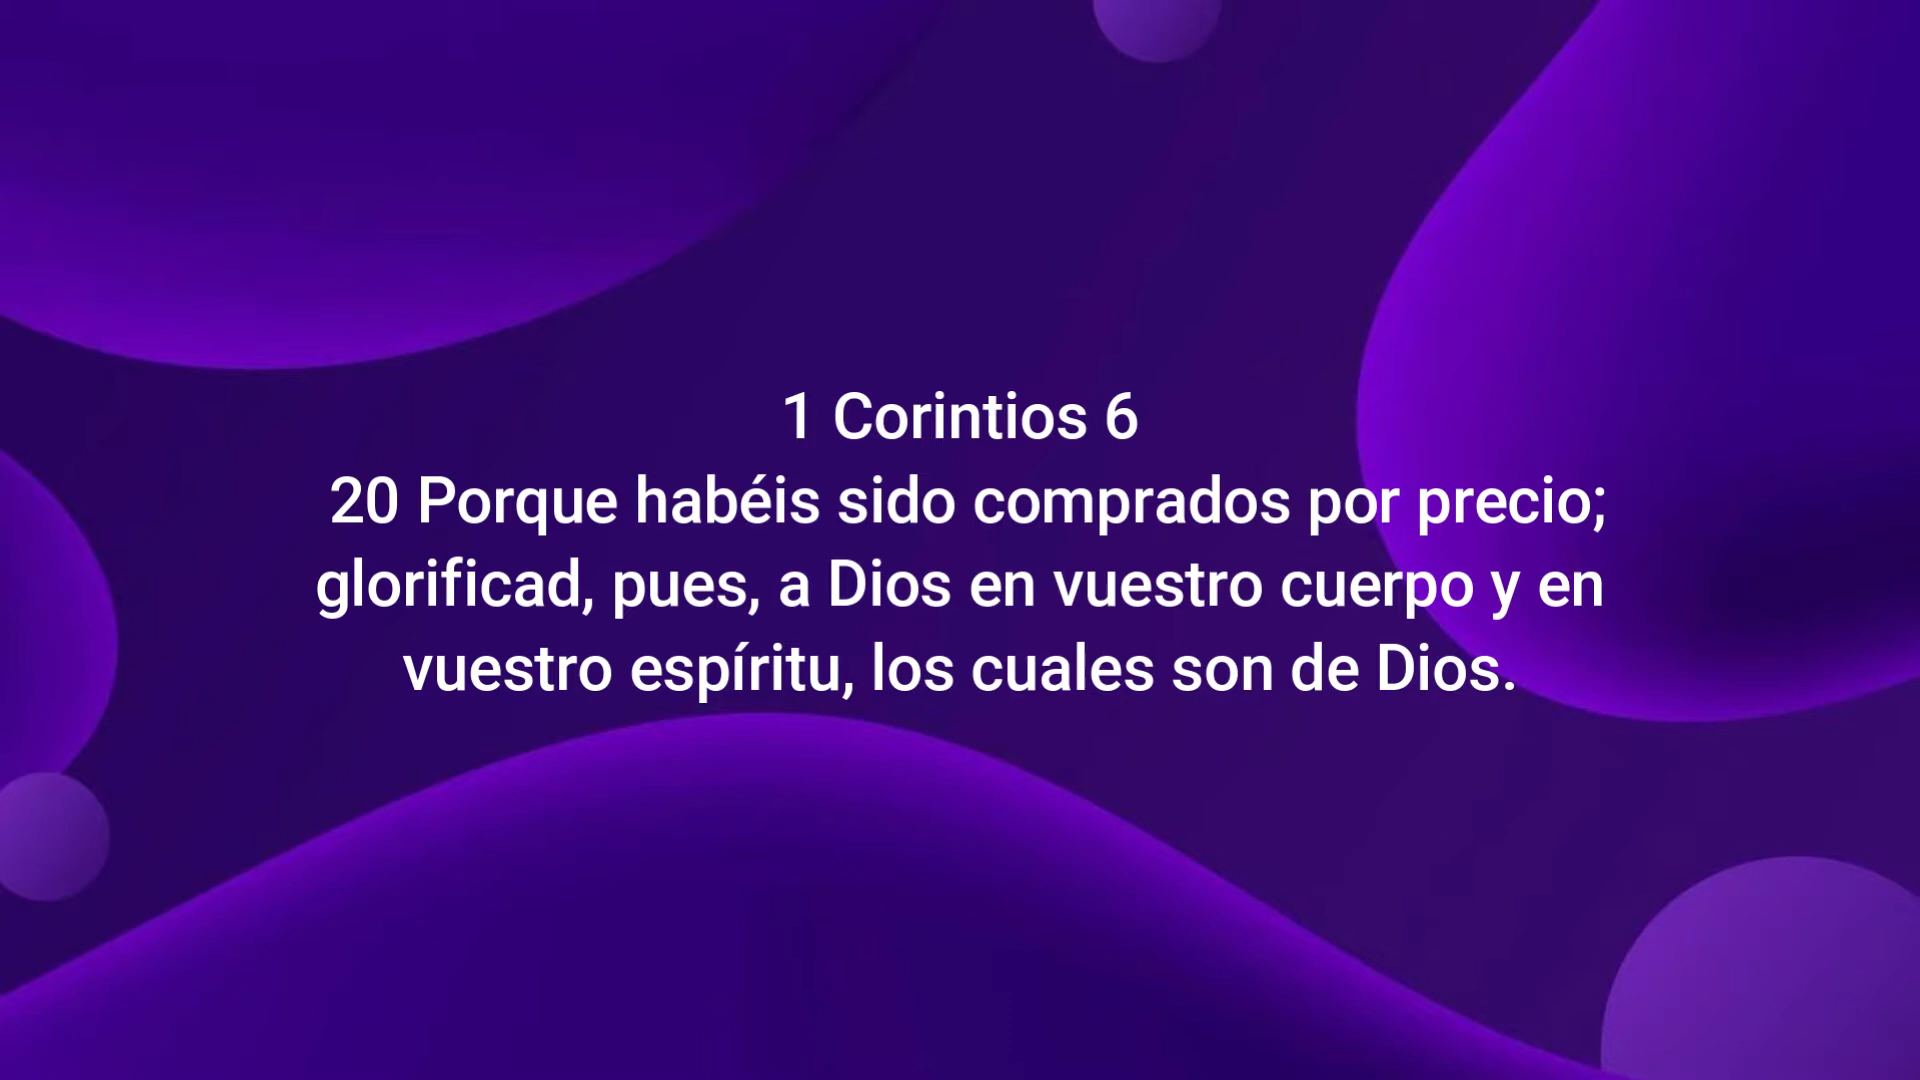 1 Corintios 6
20 Porque habéis sido comprados por precio;
glorificad, pues, a Dios en vuestro cuerpo y en
vuestro espíritu, los cuales son de Dios.